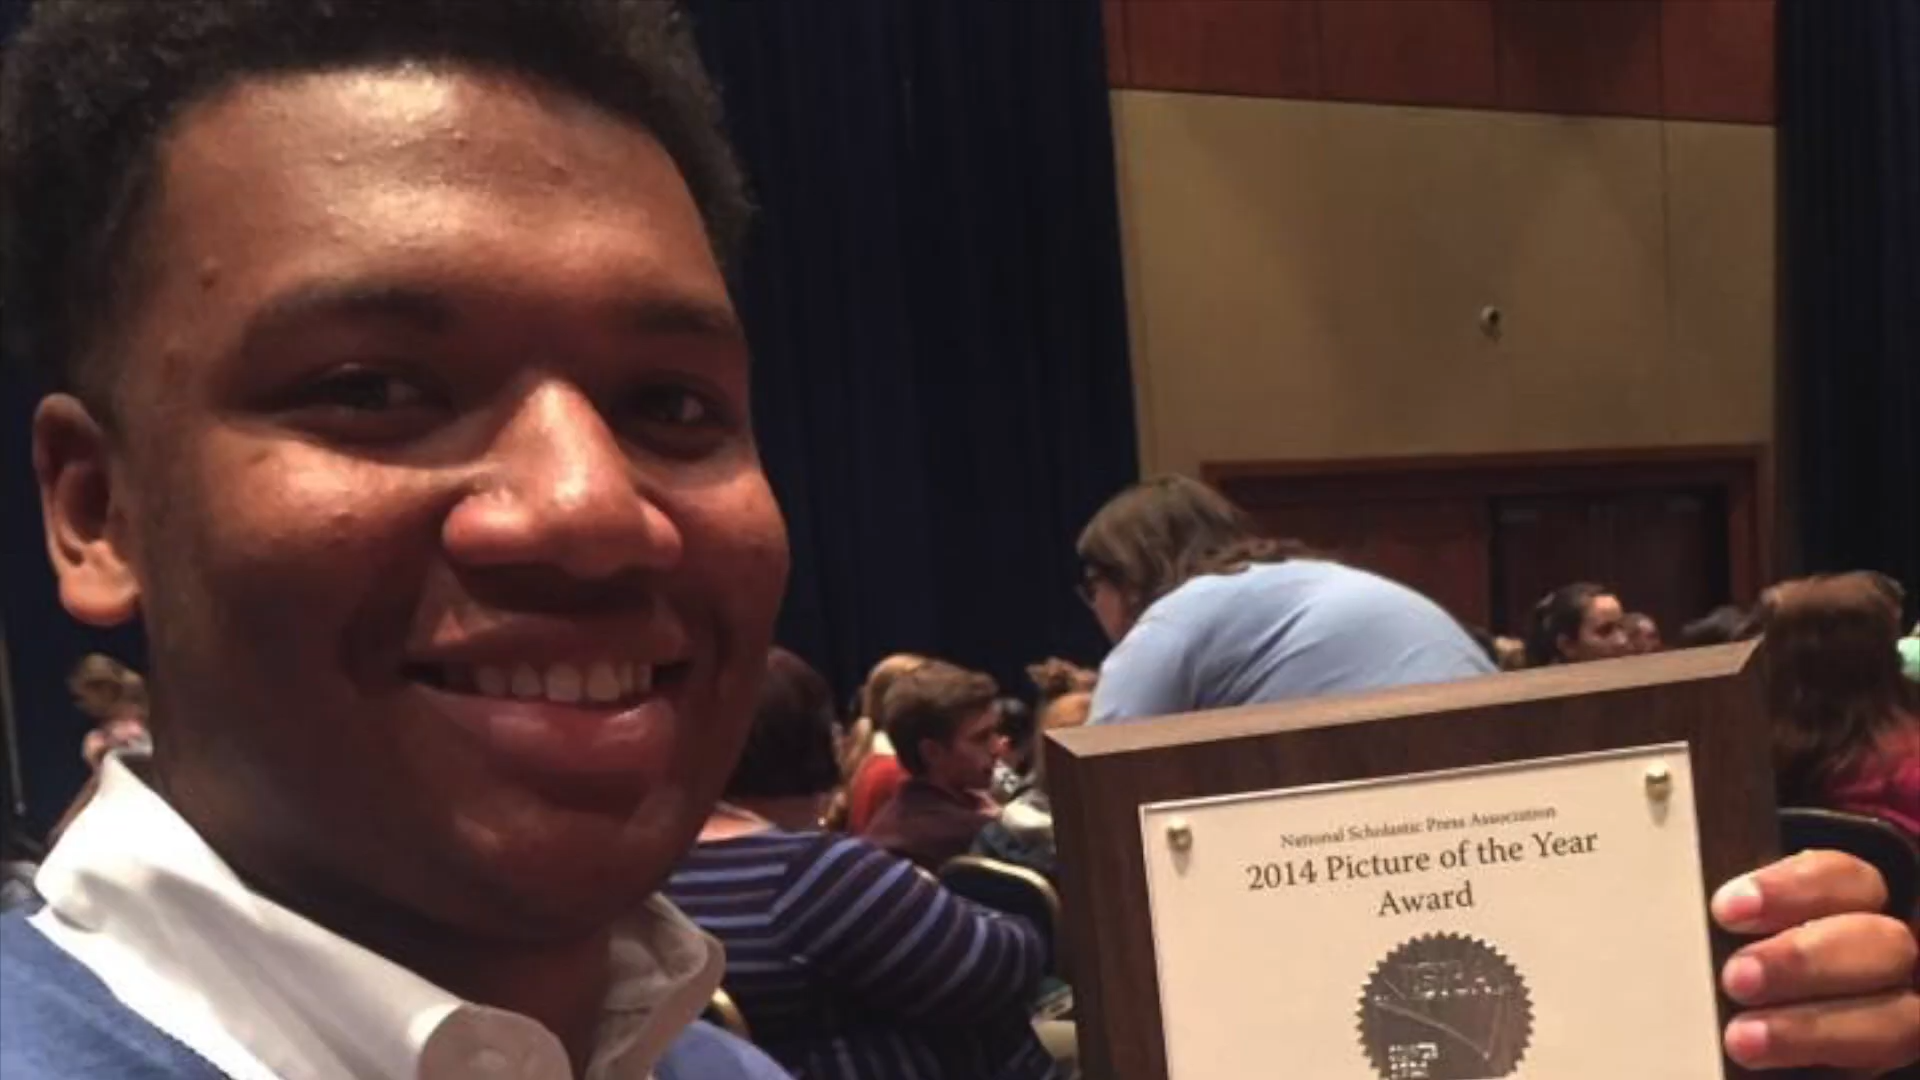 National Scholastic Press Association
2014 Picture of the Year
Award